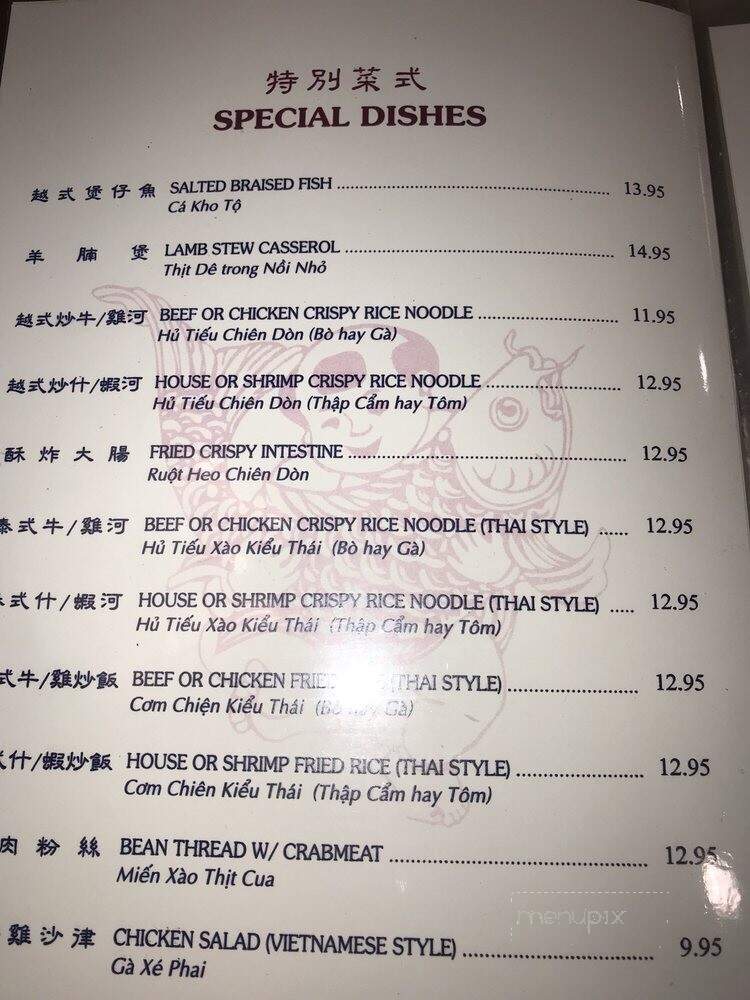 特別菜式
SPECIAL DISHES
越式煲仔魚 SALTED BRAISED FISH 13.95
Cá Kho Tộ
羊腩煲 LAMB STEW CASSEROL 14.95
Thịt Dê trong Nồi Nhỏ
越式炒牛/雞河 BEEF OR CHICKEN CRISPY RICE NOODLE 11.95
Hủ Tiếu Chiên Dòn (Bò hay Gà)
越式炒什/蝦河 HOUSE OR SHRIMP CRISPY RICE NOODLE 12.95
Hủ Tiếu Chiên Dòn (Thập Cẩm hay Tôm)
酥炸大腸 FRIED CRISPY INTESTINE 12.95
Ruột Heo Chiên Dòn
泰式牛/雞河 BEEF OR CHICKEN CRISPY RICE NOODLE (THAI STYLE) 12.95
Hủ Tiếu Xào Kiểu Thái (Bò hay Gà)
式什/蝦河 HOUSE OR SHRIMP CRISPY RICE NOODLE (THAI STYLE) 12.95
Hủ Tiếu Xào Kiểu Thái (Thập Cẩm hay Tôm)
式牛/雞炒飯 BEEF OR CHICKEN (THAI STYLE) 12.95
Cơm Chiện Kiểu Thái (Bò hay Gà)
式什/蝦炒飯 HOUSE OR SHRIMP FRIED RICE (THAI STYLE) 12.95
Cơm Chiên Kiểu Thái (Thập Cẩm hay Tôm)
肉粉絲 BEAN THREAD W/ CRABMEAT 12.95
Miến Xào Thịt Cua
雞沙津 CHICKEN SALAD (VIETNAMESE STYLE) 9.95
Gà Xé Phai
menupix